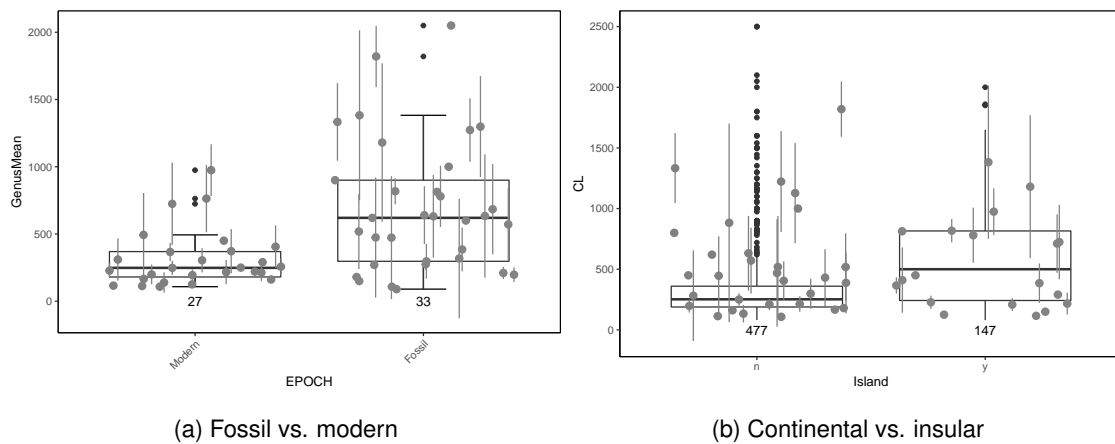 2000
1500
1000
500
0
GenusMean
27
33
Modern
Fossil
EPOCH
(a) Fossil vs. modern
2500
2000
1500
1000
500
0
CL
477
147
n
y
Island
(b) Continental vs. insular